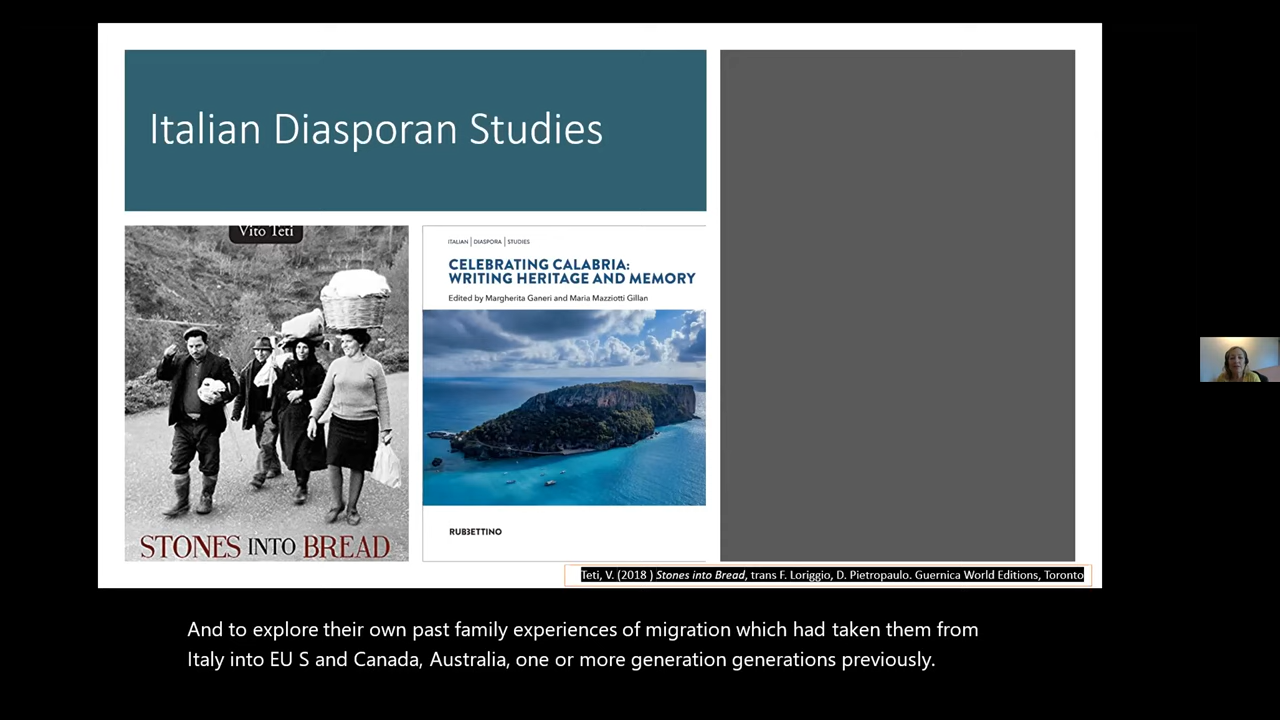 Italian Diasporan Studies
Vito Teti
STONES INTO BREAD
ITALIAN | DIASPORA | STUDIES
CELEBRATING CALABRIA:
WRITING HERITAGE AND MEMORY
Edited by Margherita Ganeri and Maria Mazziotti Gillan
RUBBETTINO
Teti, V. (2018 ) Stones into Bread, trans F. Loriggio, D. Pietropaulo. Guernica World Editions, Toronto
And to explore their own past family experiences of migration which had taken them from
Italy into EU S and Canada, Australia, one or more generation generations previously.